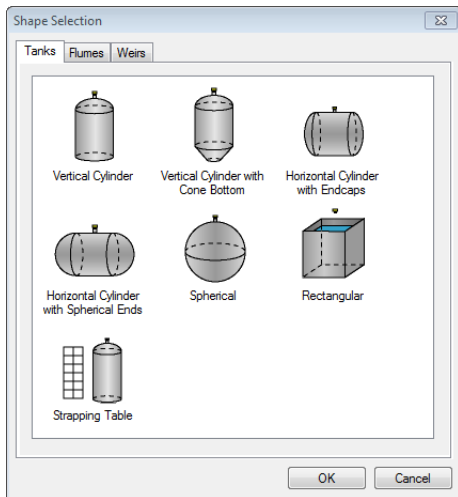 Shape Selection
Tanks Flumes Weirs
Vertical Cylinder
Vertical Cylinder with
Cone Bottom
Horizontal Cylinder
with Endcaps
Horizontal Cylinder
with Spherical Ends
Spherical
Rectangular
Strapping Table
OK Cancel